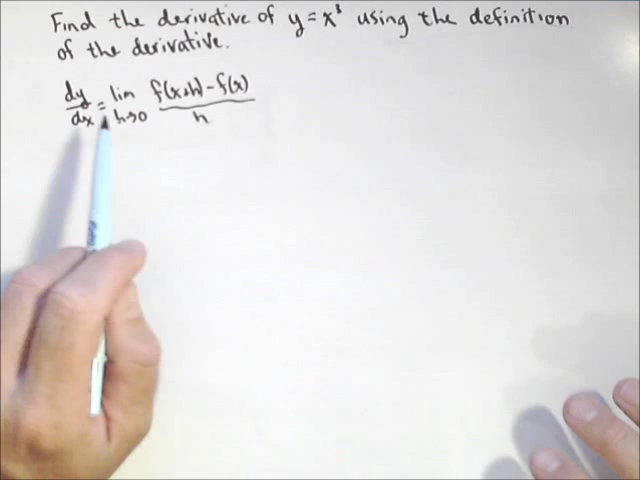 Find the derivative of y = x³ using the definition
of the derivative.
dy/dx = lim h→0 f(x+h) - f(x) / h